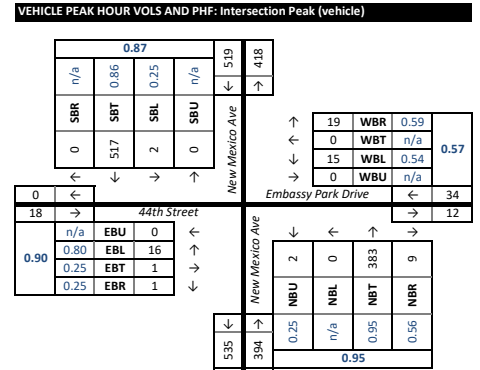 VEHICLE PEAK HOUR VOLS AND PHF: Intersection Peak (vehicle)
0.87
519 418
n/a 0.86 0.25 n/a ↓ ↑
SBR SBT SBL SBU
0 517 2 0
← ↓ → ↑
New Mexico Ave
↑ 19 WBR 0.59
← 0 WBT n/a
↓ 15 WBL 0.54
→ 0 WBU n/a
0.57
0 ← Embassy Park Drive ← 34
18 → 44th Street → 12
n/a EBU 0 ←
0.80 EBL 16 ↑
0.25 EBT 1 →
0.25 EBR 1 ↓
0.90
New Mexico Ave
↓ ← ↑ →
2 0 383 9
NBU NBL NBT NBR
↓ ↑ 0.25 n/a 0.95 0.56
535 394
0.95